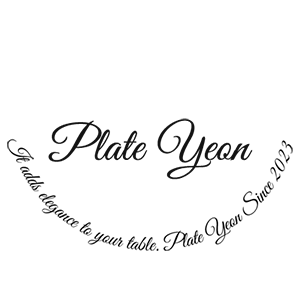 Plate Yeon
It adds elegance to your table. Plate Yeon Since 2023